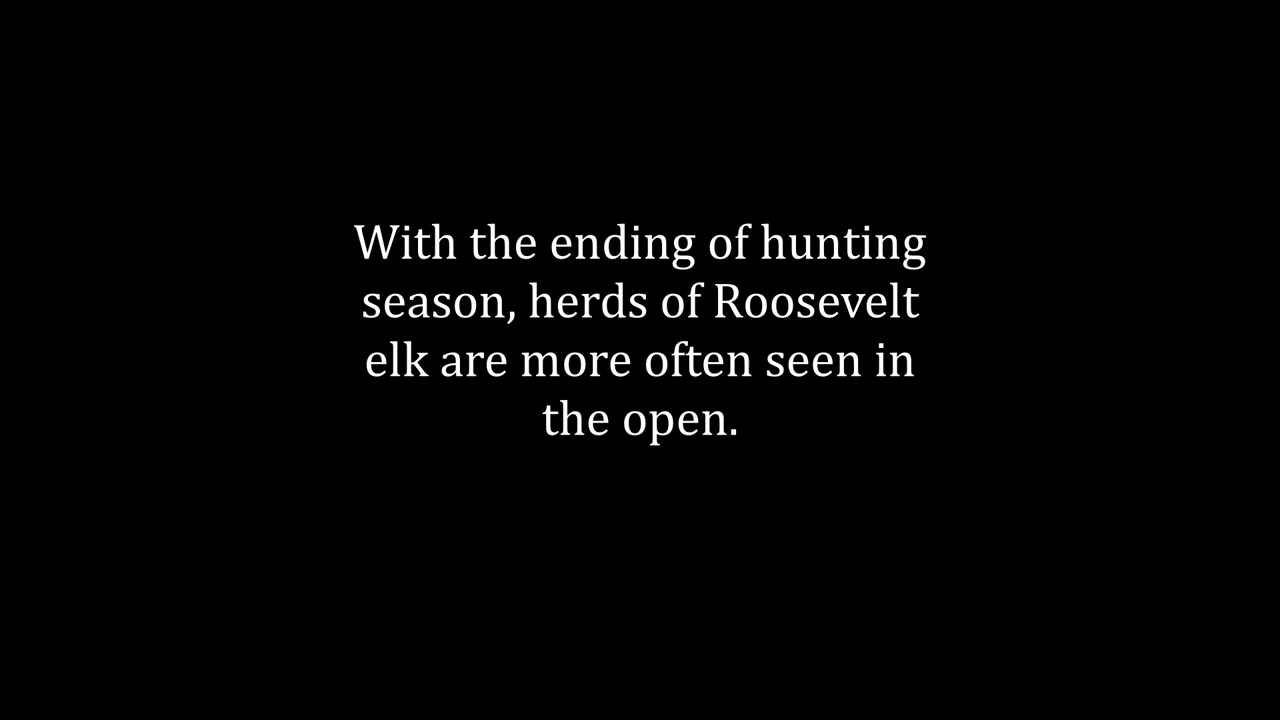 With the ending of hunting
season, herds of Roosevelt
elk are more often seen in
the open.